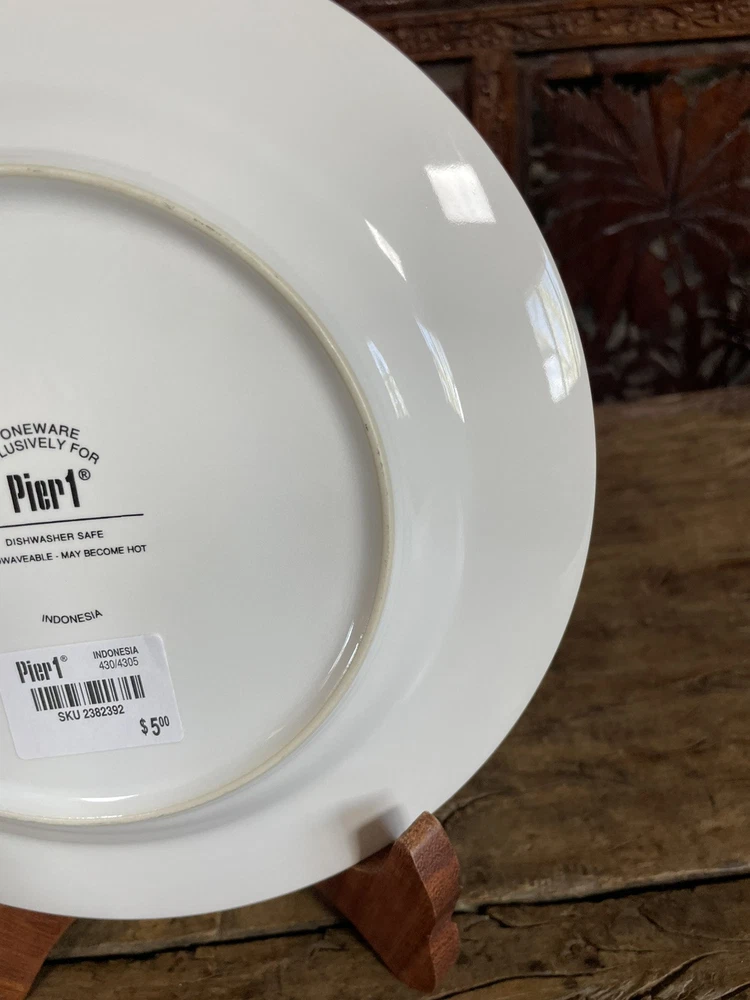 ONEWARE
LUSIVELY FOR
Pier1®
DISHWASHER SAFE
WAVEABLE - MAY BECOME HOT
INDONESIA
Pier1® INDONESIA
430/4305
SKU 2382392
$5.00